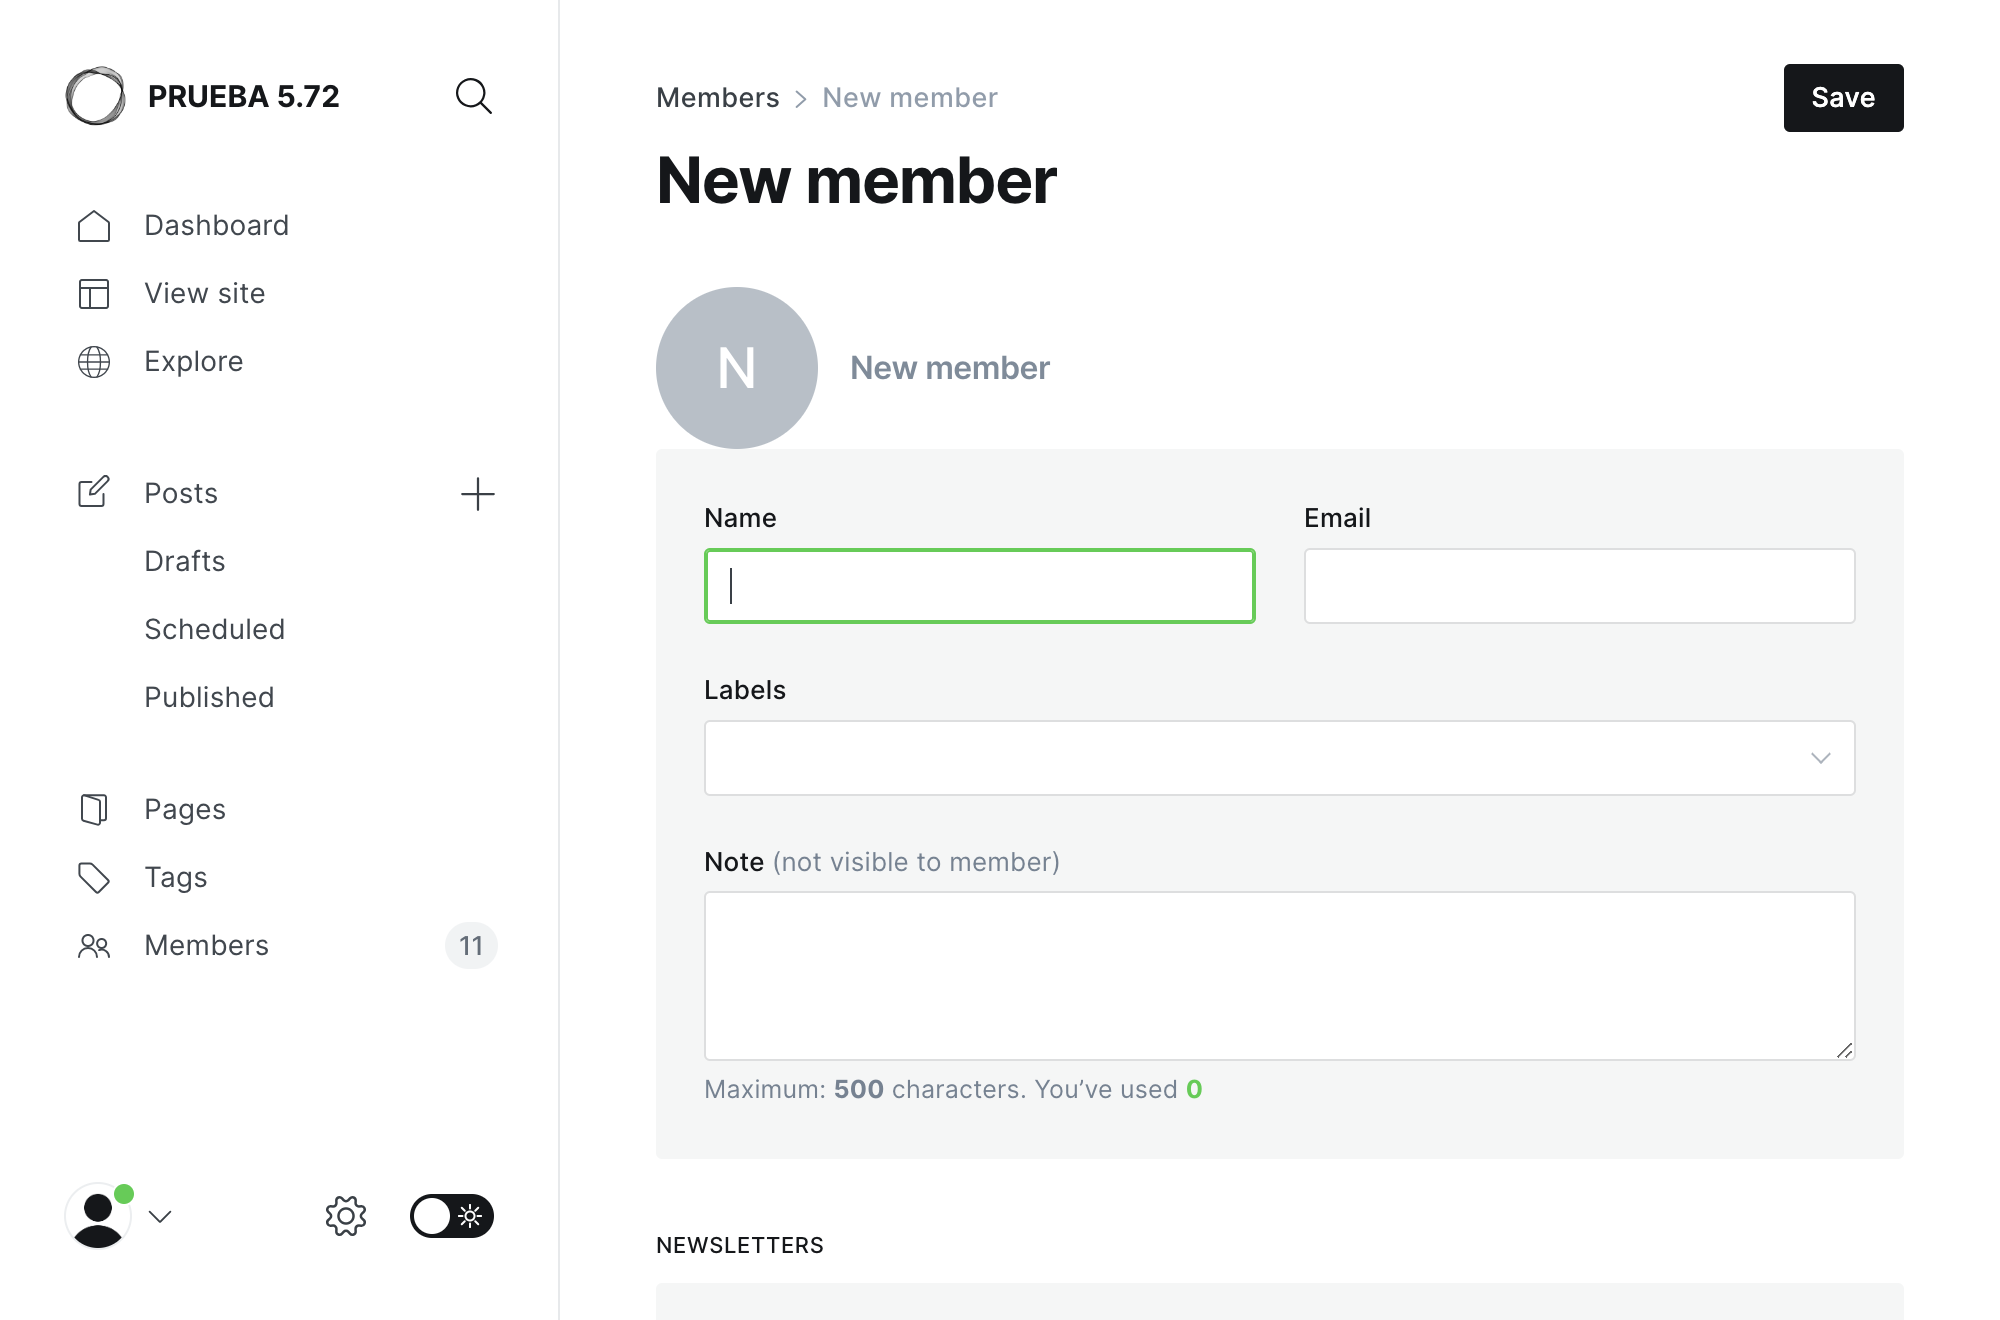 PRUEBA 5.72
Dashboard
View site
Explore
Posts
Drafts
Scheduled
Published
Pages
Tags
Members 11
Members > New member
Save
New member
N New member
Name Email
Labels
Note (not visible to member)
Maximum: 500 characters. You’ve used 0
NEWSLETTERS